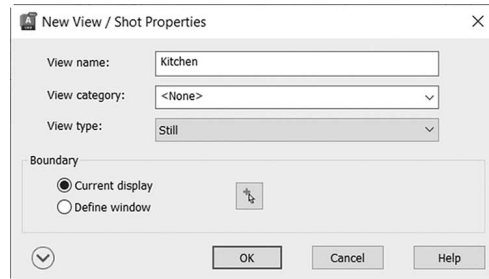 New View / Shot Properties
View name: Kitchen
View category: <None>
View type: Still
Boundary
Current display
Define window
OK Cancel Help